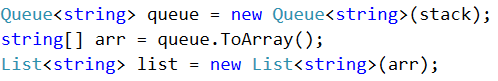 Queue<string> queue = new Queue<string>(stack);
string[] arr = queue.ToArray();
List<string> list = new List<string>(arr);